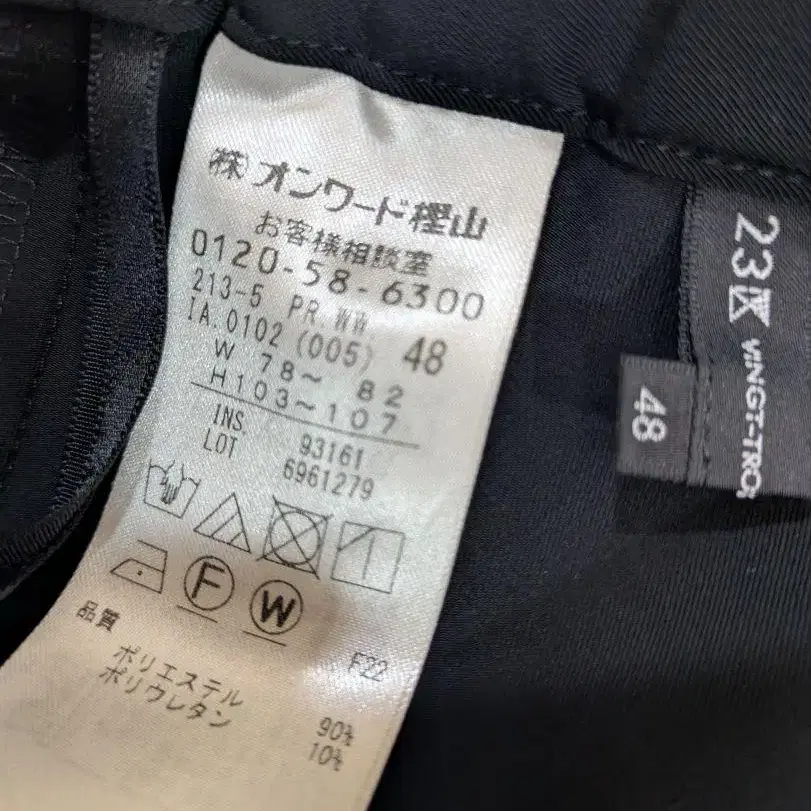 (株)オンワード樫山
お客様相談室
0120-58-6300
213-5 PR.WW
IA.0102 (005) 48
W 78～ 82
H103～107
INS 93161
LOT 6961279
F W
品質 F22
ポリエステル 90%
ポリウレタン 10%
23区
VINGT-TROI
48